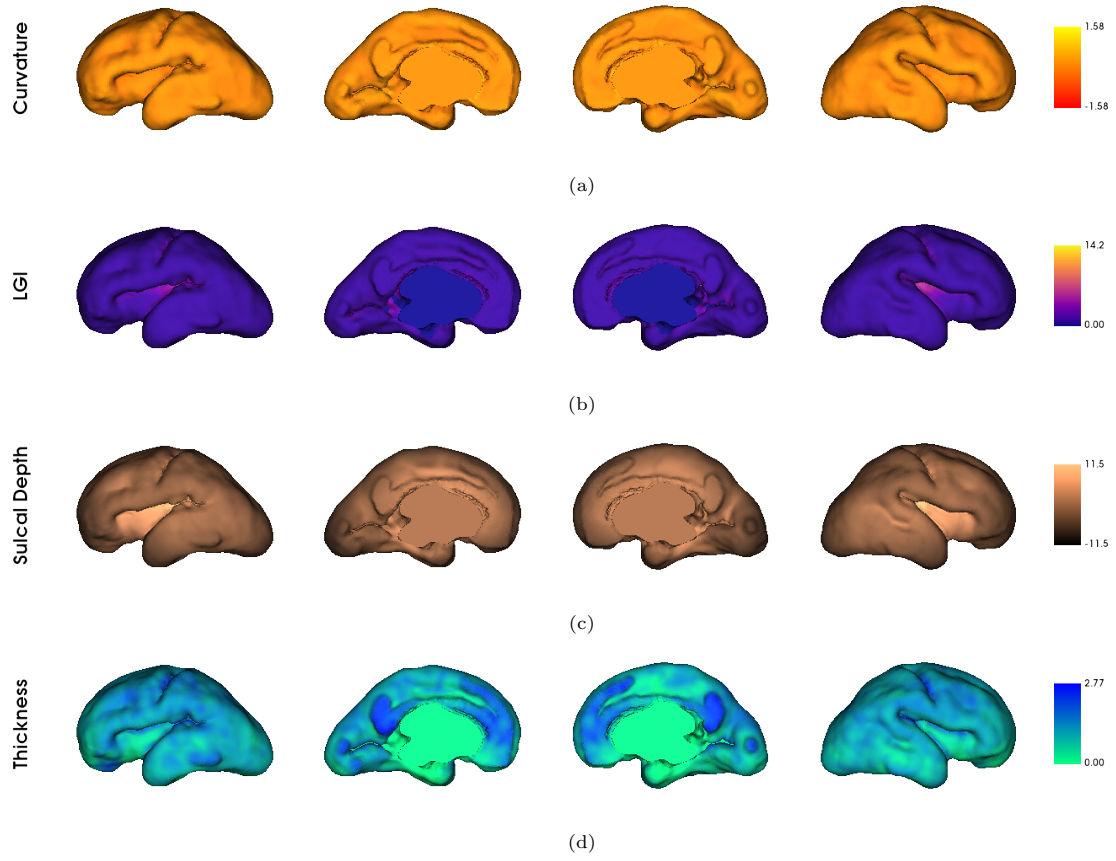 Curvature
1.58
-1.58
(a)
LGI
14.2
0.00
(b)
Sulcal Depth
11.5
-11.5
(c)
Thickness
2.77
0.00
(d)